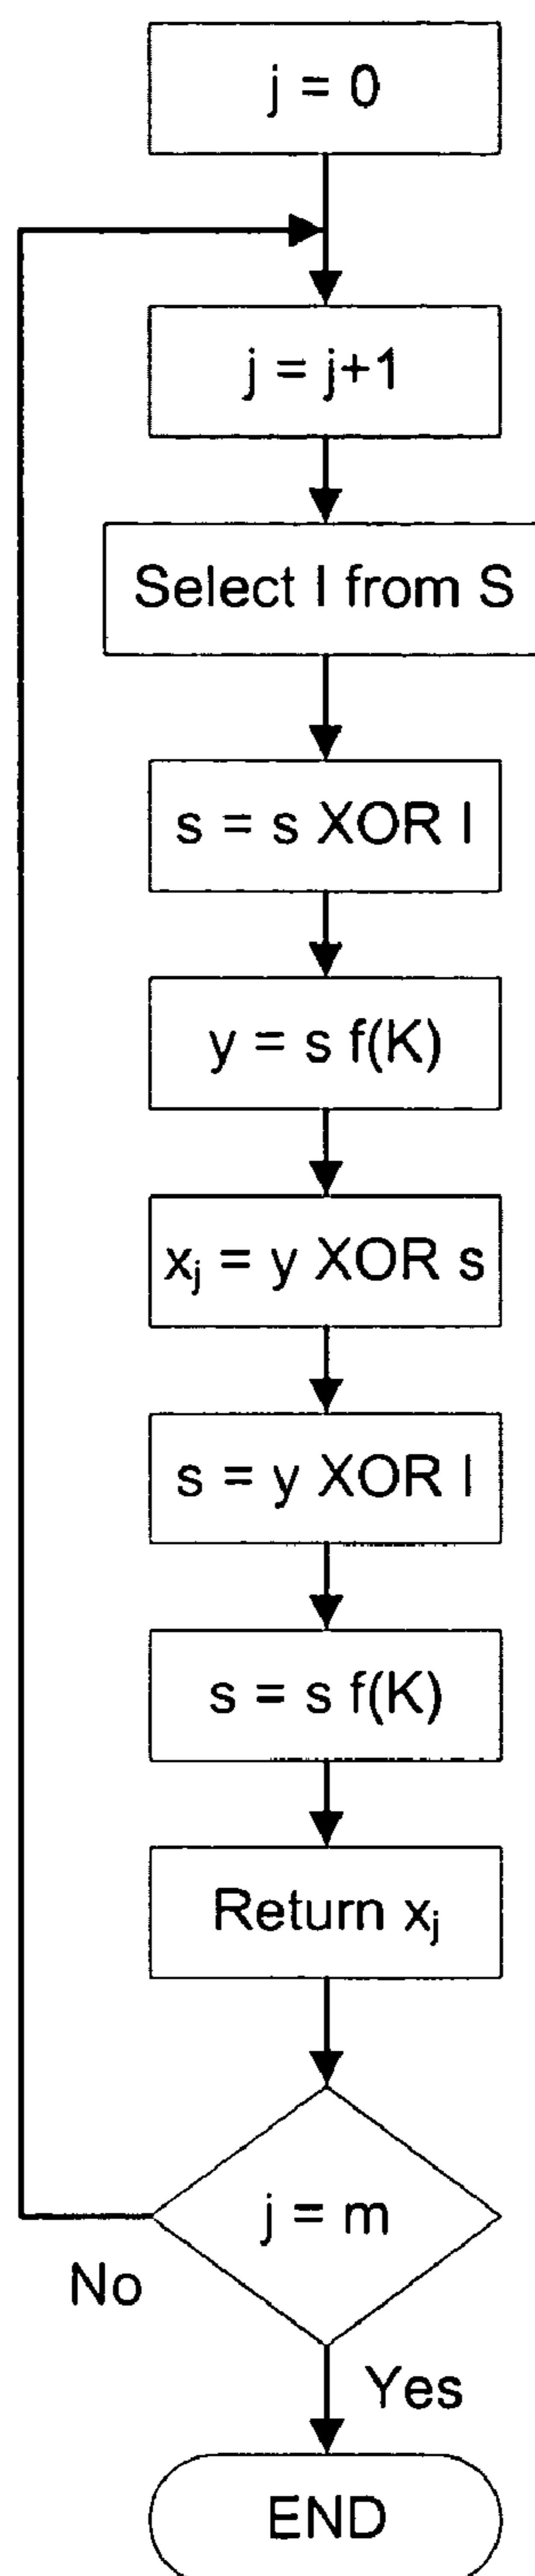 j = 0
j = j+1
Select I from S
s = s XOR I
y = s f(K)
xⱼ = y XOR s
s = y XOR I
s = s f(K)
Return xⱼ
j = m
No
Yes
END